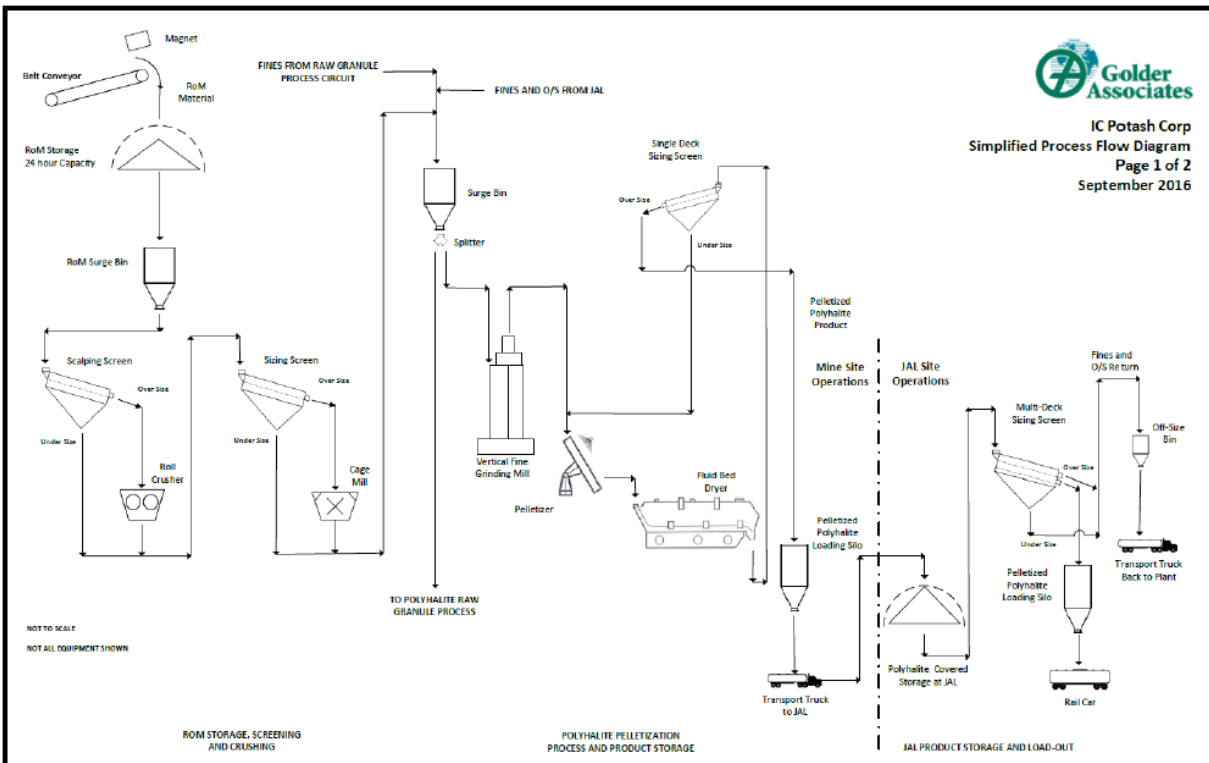 Magnet
Belt Conveyor
RoM
Material
RoM Storage
24 hour Capacity
RoM Surge Bin
Scalping Screen
Over Size
Under Size
Roll
Crusher
Sizing Screen
Over Size
Under Size
Cage
Mill
FINES FROM RAW GRANULE
PROCESS CIRCUIT
FINES AND O/S FROM JAL
Surge Bin
Splitter
Vertical Fine
Grinding Mill
TO POLYHALITE RAW
GRANULE PROCESS
Single Deck
Sizing Screen
Over Size
Under Size
Pelletizer
Fluid Bed
Dryer
Pelletized
Polyhalite
Product
Mine Site
Operations
JAL Site
Operations
Pelletized
Polyhalite
Loading Silo
Transport Truck
to JAL
Polyhalite Covered
Storage at JAL
Multi-Deck
Sizing Screen
Over Size
Under Size
Fines and
O/S Return
Off-Size
Bin
Transport Truck
Back to Plant
Pelletized
Polyhalite
Loading Silo
Rail Car
Golder
Associates
IC Potash Corp
Simplified Process Flow Diagram
Page 1 of 2
September 2016
NOT TO SCALE
NOT ALL EQUIPMENT SHOWN
ROM STORAGE, SCREENING
AND CRUSHING
POLYHALITE PELLETIZATION
PROCESS AND PRODUCT STORAGE
JAL PRODUCT STORAGE AND LOAD-OUT